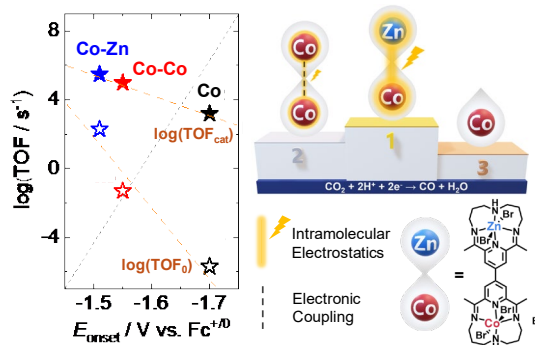 8
4
0
-4
log(TOF / s⁻¹)
Co-Zn
Co-Co
Co
log(TOF_cat)
log(TOF₀)
-1.5
-1.6
-1.7
E_onset / V vs. Fc⁺/⁰
Co
Co
Zn
Co
Co
2
1
3
CO₂ + 2H⁺ + 2e⁻ → CO + H₂O
Intramolecular
Electrostatics
Electronic
Coupling
Zn
Co
=
H
N
Br
N
Zn
N
Br
N
N
Br
N
Co
N
Br
N
H